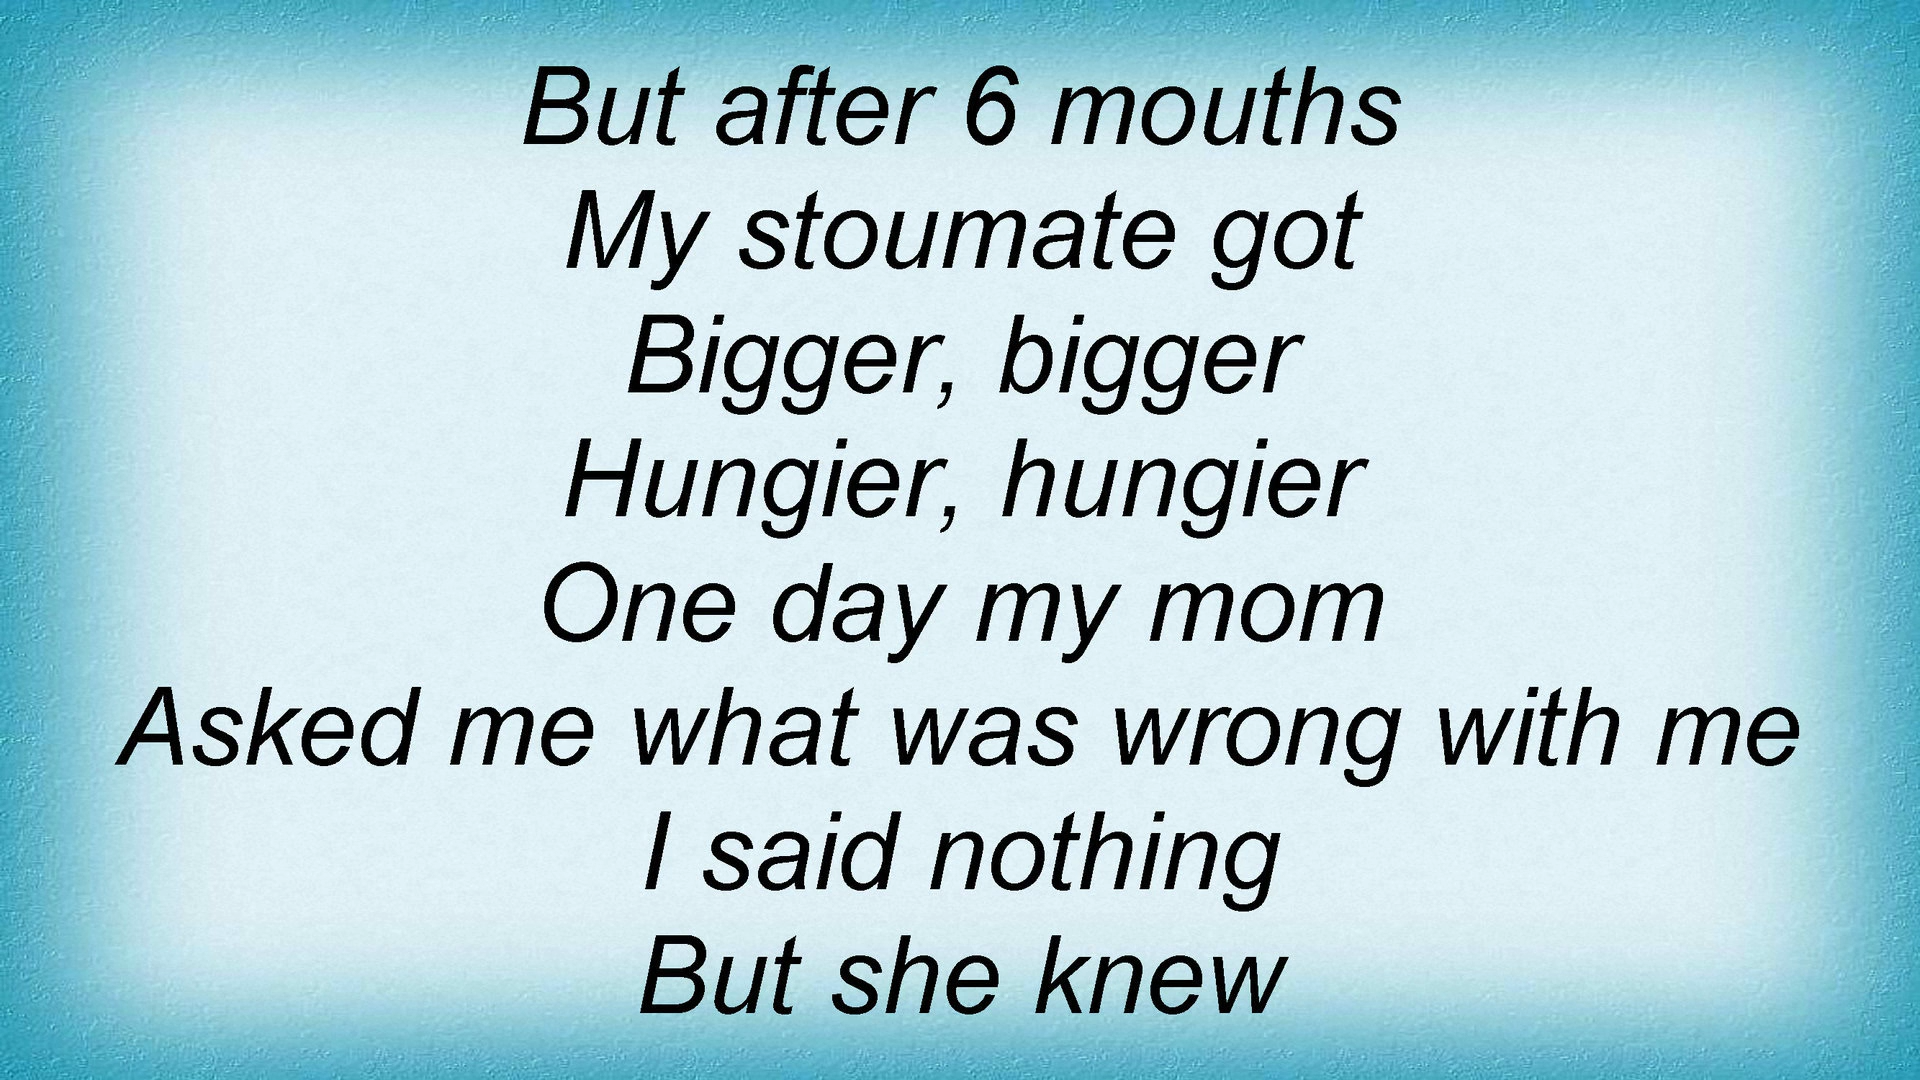 But after 6 mouths
My stoumate got
Bigger, bigger
Hungier, hungier
One day my mom
Asked me what was wrong with me
I said nothing
But she knew